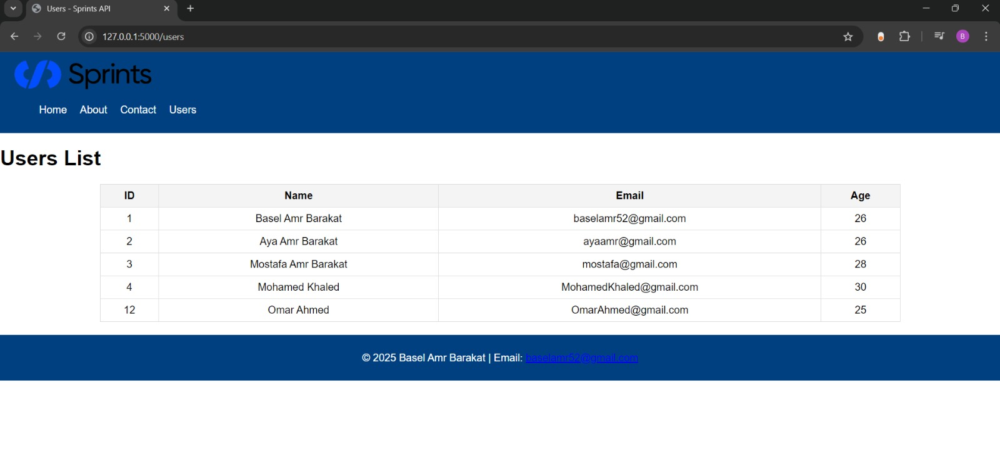 Users - Sprints API
127.0.0.1:5000/users
B
Sprints
Home About Contact Users
Users List
ID Name Email Age
1 Basel Amr Barakat baselamr52@gmail.com 26
2 Aya Amr Barakat ayaamr@gmail.com 26
3 Mostafa Amr Barakat mostafa@gmail.com 28
4 Mohamed Khaled MohamedKhaled@gmail.com 30
12 Omar Ahmed OmarAhmed@gmail.com 25
© 2025 Basel Amr Barakat | Email: baselamr52@gmail.com